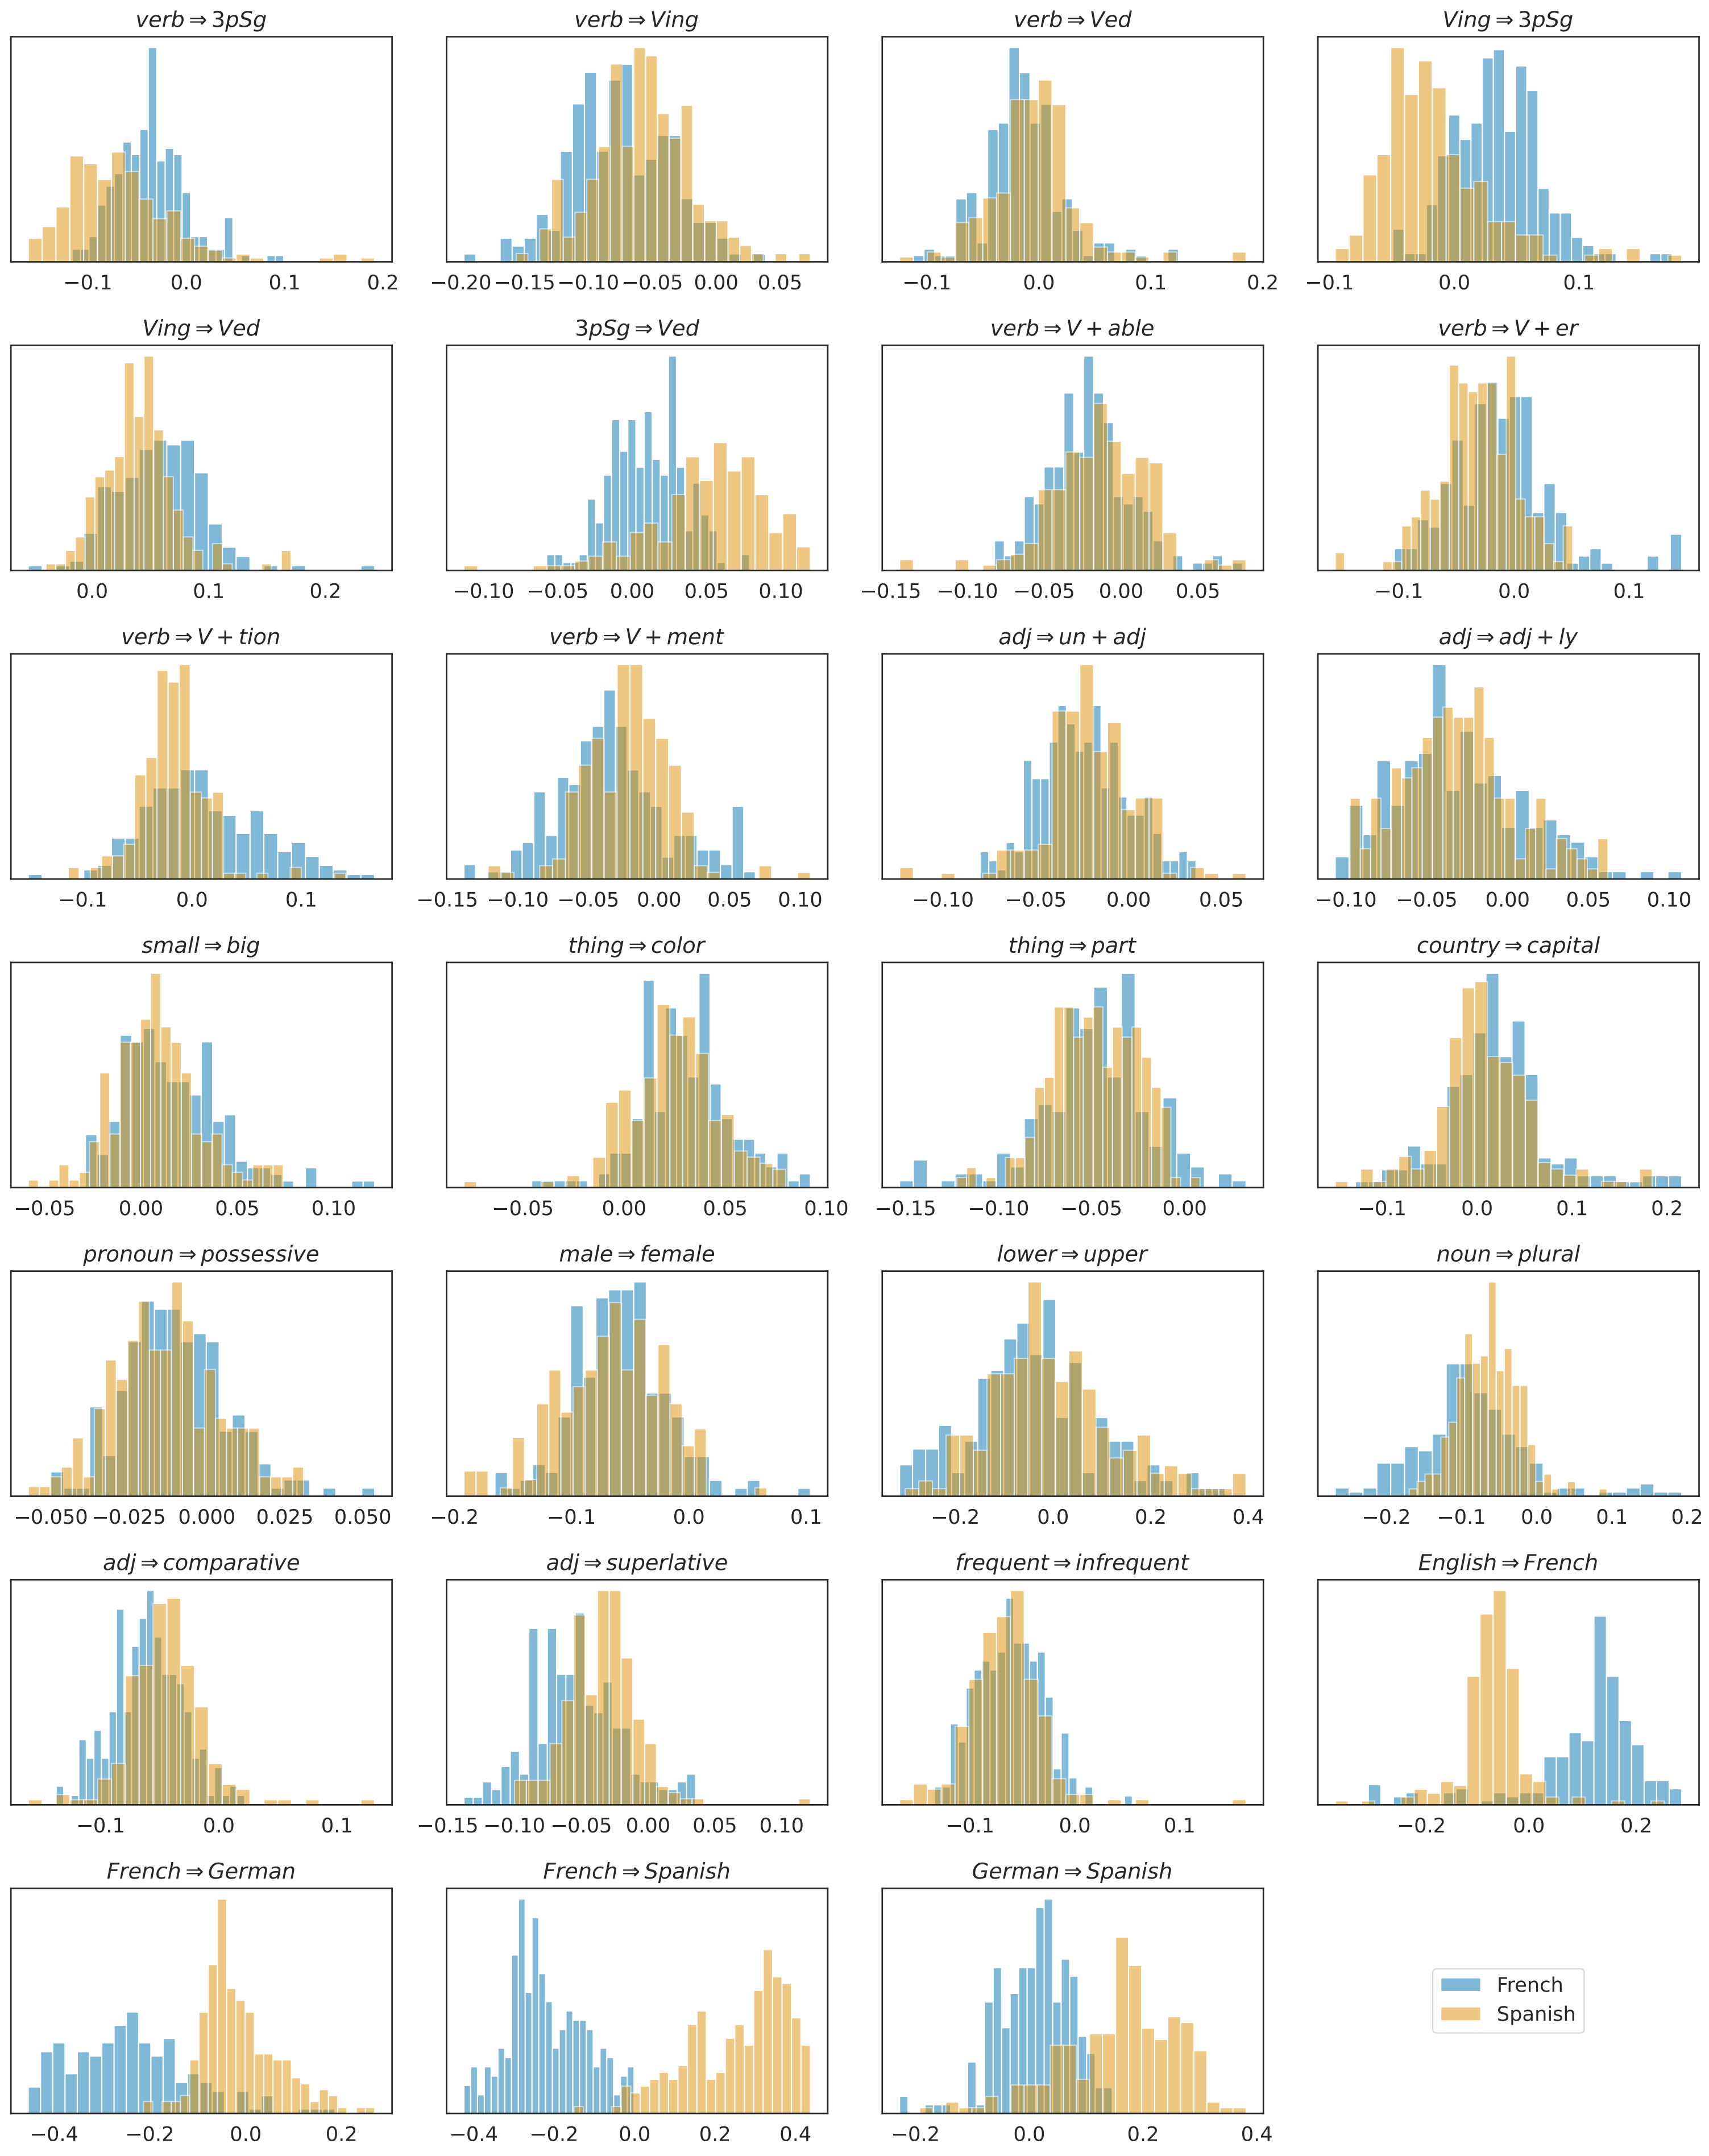 verb ⇒ 3pSg verb ⇒ Ving verb ⇒ Ved Ving ⇒ 3pSg
−0.1 0.0 0.1 0.2 −0.20 −0.15 −0.10 −0.05 0.00 0.05 −0.1 0.0 0.1 0.2 −0.1 0.0 0.1
Ving ⇒ Ved 3pSg ⇒ Ved verb ⇒ V + able verb ⇒ V + er
0.0 0.1 0.2 −0.10 −0.05 0.00 0.05 0.10 −0.15 −0.10 −0.05 0.00 0.05 −0.1 0.0 0.1
verb ⇒ V + tion verb ⇒ V + ment adj ⇒ un + adj adj ⇒ adj + ly
−0.1 0.0 0.1 −0.15 −0.10 −0.05 0.00 0.05 0.10 −0.10 −0.05 0.00 0.05 −0.10 −0.05 0.00 0.05 0.10
small ⇒ big thing ⇒ color thing ⇒ part country ⇒ capital
−0.05 0.00 0.05 0.10 −0.05 0.00 0.05 0.10 −0.15 −0.10 −0.05 0.00 −0.1 0.0 0.1 0.2
pronoun ⇒ possessive male ⇒ female lower ⇒ upper noun ⇒ plural
−0.050 −0.025 0.000 0.025 0.050 −0.2 −0.1 0.0 0.1 −0.2 0.0 0.2 0.4 −0.2 −0.1 0.0 0.1 0.2
adj ⇒ comparative adj ⇒ superlative frequent ⇒ infrequent English ⇒ French
−0.1 0.0 0.1 −0.15 −0.10 −0.05 0.00 0.05 0.10 −0.1 0.0 0.1 −0.2 0.0 0.2
French ⇒ German French ⇒ Spanish German ⇒ Spanish
French
Spanish
−0.4 −0.2 0.0 0.2 −0.4 −0.2 0.0 0.2 0.4 −0.2 0.0 0.2 0.4